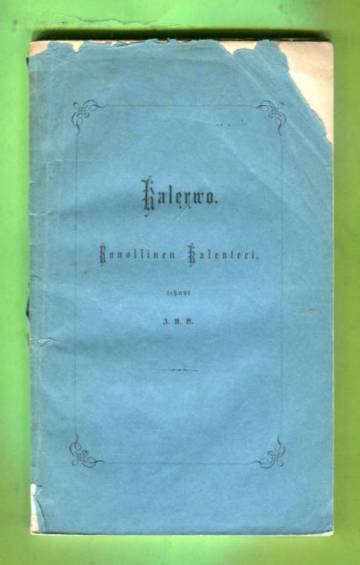 Kalerwo.
Runollinen Kalenteri,
tehnyt
J. R. B.